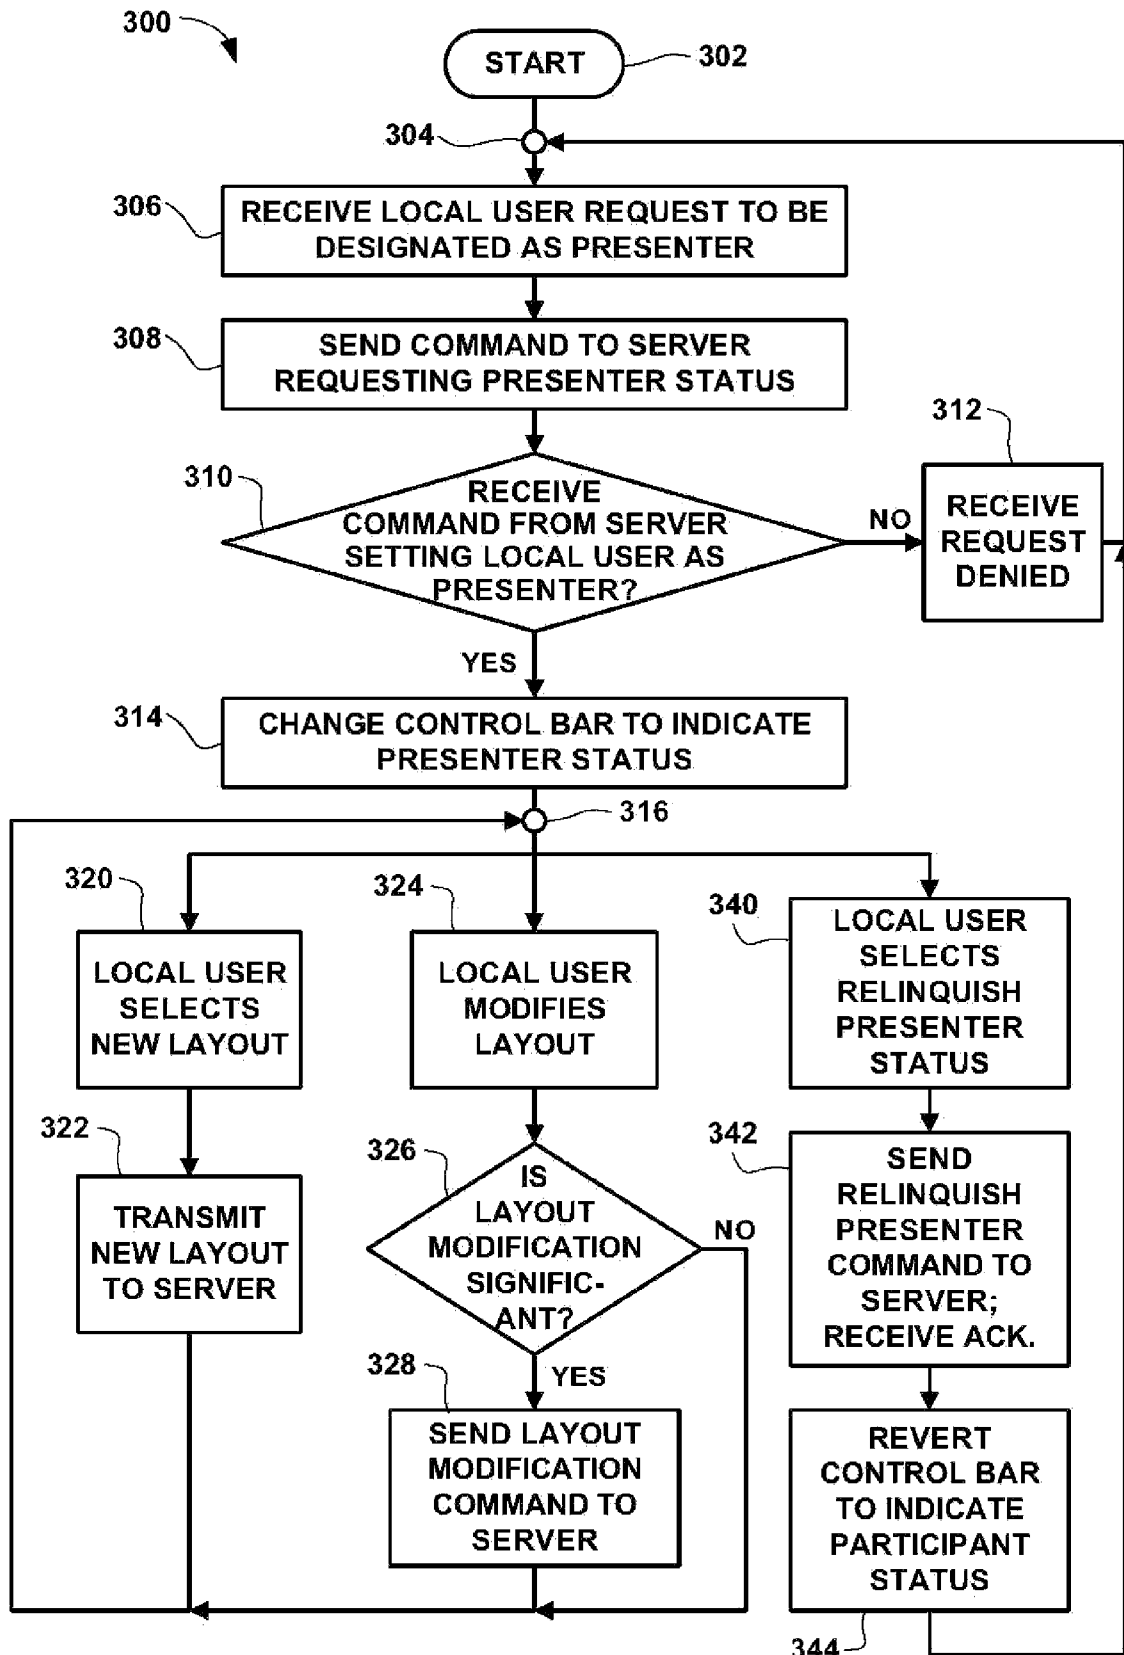 300
START
302
304
306
RECEIVE LOCAL USER REQUEST TO BE
DESIGNATED AS PRESENTER
308
SEND COMMAND TO SERVER
REQUESTING PRESENTER STATUS
310
RECEIVE
COMMAND FROM SERVER
SETTING LOCAL USER AS
PRESENTER?
NO
312
RECEIVE
REQUEST
DENIED
YES
314
CHANGE CONTROL BAR TO INDICATE
PRESENTER STATUS
316
320
LOCAL USER
SELECTS
NEW LAYOUT
322
TRANSMIT
NEW LAYOUT
TO SERVER
324
LOCAL USER
MODIFIES
LAYOUT
326
IS
LAYOUT
MODIFICATION
SIGNIFIC-
ANT?
NO
YES
328
SEND LAYOUT
MODIFICATION
COMMAND TO
SERVER
340
LOCAL USER
SELECTS
RELINQUISH
PRESENTER
STATUS
342
SEND
RELINQUISH
PRESENTER
COMMAND TO
SERVER;
RECEIVE ACK.
REVERT
CONTROL BAR
TO INDICATE
PARTICIPANT
STATUS
344